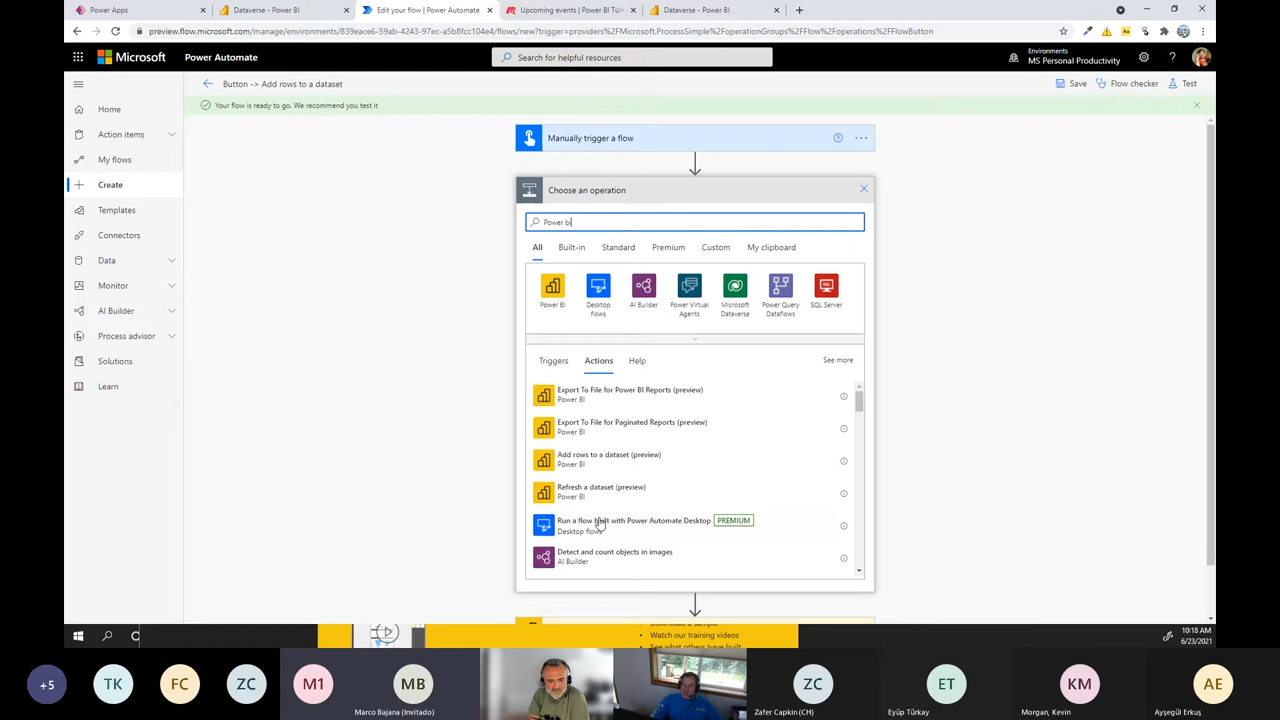 Power Apps
Dataverse - Power BI
Edit your flow | Power Automate
Upcoming events | Power BI Tür
Dataverse - Power BI
preview.flow.microsoft.com/manage/environments/839eace6-59ab-4243-97ec-a5b8fcc104e4/flows/new?trigger=providers%2FMicrosoft.ProcessSimple%2FoperationGroups%2FFlow%2Foperations%2FFlowButton
Microsoft
Power Automate
Search for helpful resources
Environments
MS Personal Productivity
Button -> Add rows to a dataset
Save
Flow checker
Test
Your flow is ready to go. We recommend you test it
Home
Action items
My flows
Create
Templates
Connectors
Data
Monitor
AI Builder
Process advisor
Solutions
Learn
Manually trigger a flow
Choose an operation
Power bi
All
Built-in
Standard
Premium
Custom
My clipboard
Power BI
Desktop flows
AI Builder
Power Virtual Agents
Microsoft Dataverse
Power Query Dataflows
SQL Server
Triggers
Actions
Help
See more
Export To File for Power BI Reports (preview)
Power BI
Export To File for Paginated Reports (preview)
Power BI
Add rows to a dataset (preview)
Power BI
Refresh a dataset (preview)
Power BI
Run a flow built with Power Automate Desktop PREMIUM
Desktop flows
Detect and count objects in images
AI Builder
Download a sample
Watch our training videos
See what others have built
10:18 AM
6/23/2021
+5
TK
FC
ZC
M1
MB
Marco Bajana (Invitado)
ZC
Zafer Capkin (CH)
ET
Eyüp Türkay
KM
Morgan, Kevin
AE
Ayşegül Erkuş